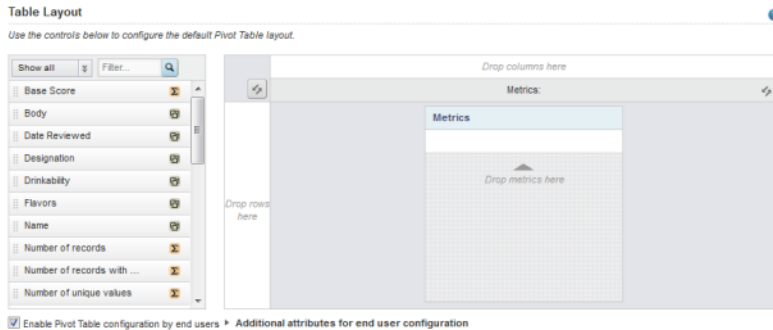 Table Layout
Use the controls below to configure the default Pivot Table layout.
Show all
Filter...
Base Score
Body
Date Reviewed
Designation
Drinkability
Flavors
Name
Number of records
Number of records with ...
Number of unique values
Drop columns here
Metrics:
Metrics
Drop metrics here
Drop rows
here
Enable Pivot Table configuration by end users
Additional attributes for end user configuration